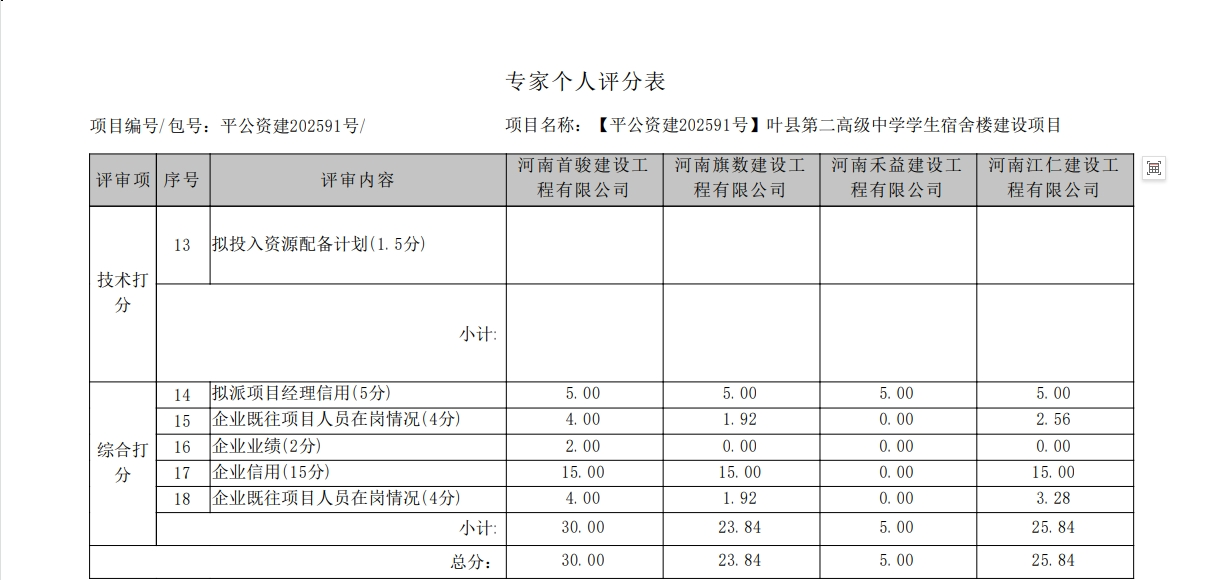 专家个人评分表
项目编号/包号：平公资建202591号/ 项目名称：【平公资建202591号】叶县第二高级中学学生宿舍楼建设项目
评审项 序号 评审内容 河南首骏建设工程有限公司 河南旗数建设工程有限公司 河南禾益建设工程有限公司 河南江仁建设工程有限公司
技术打分
13 拟投入资源配备计划(1.5分)
小计:
综合打分
14 拟派项目经理信用(5分) 5.00 5.00 5.00 5.00
15 企业既往项目人员在岗情况(4分) 4.00 1.92 0.00 2.56
16 企业业绩(2分) 2.00 0.00 0.00 0.00
17 企业信用(15分) 15.00 15.00 0.00 15.00
18 企业既往项目人员在岗情况(4分) 4.00 1.92 0.00 3.28
小计: 30.00 23.84 5.00 25.84
总分: 30.00 23.84 5.00 25.84